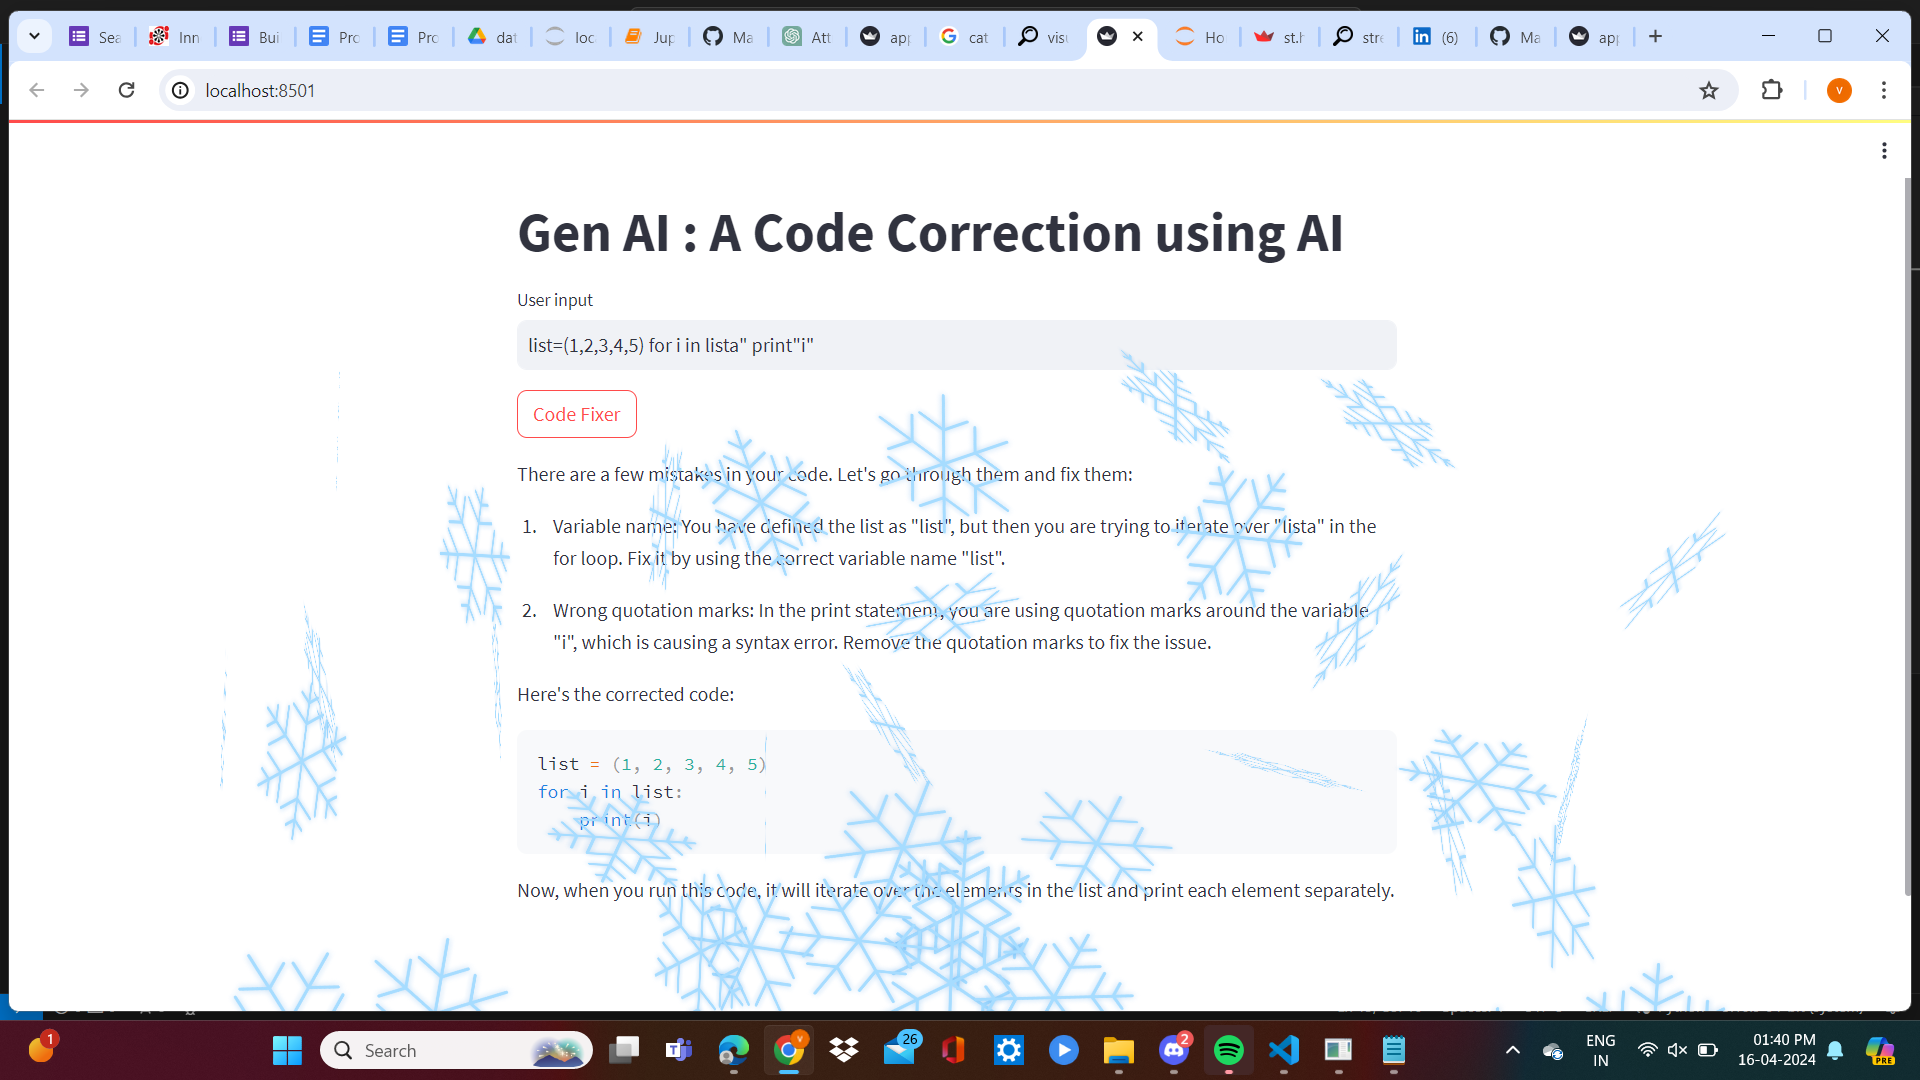 Sea
Inn
Bui
Pro
Pro
dat
loc
Jup
Ma
Att
app
cat
visu
Ho
st.h
stre
(6)
Ma
app
localhost:8501
V
Gen AI : A Code Correction using AI
User input
list=(1,2,3,4,5) for i in lista" print"i"
Code Fixer
There are a few mistakes in your code. Let's go through them and fix them:
1. Variable name: You have defined the list as "list", but then you are trying to iterate over "lista" in the
for loop. Fix it by using the correct variable name "list".
2. Wrong quotation marks: In the print statement, you are using quotation marks around the variable
"i", which is causing a syntax error. Remove the quotation marks to fix the issue.
Here's the corrected code:
list = (1, 2, 3, 4, 5)
for i in list:
print(i)
Now, when you run this code, it will iterate over the elements in the list and print each element separately.
1
Search
26
2
ENG
IN
01:40 PM
16-04-2024
PRE